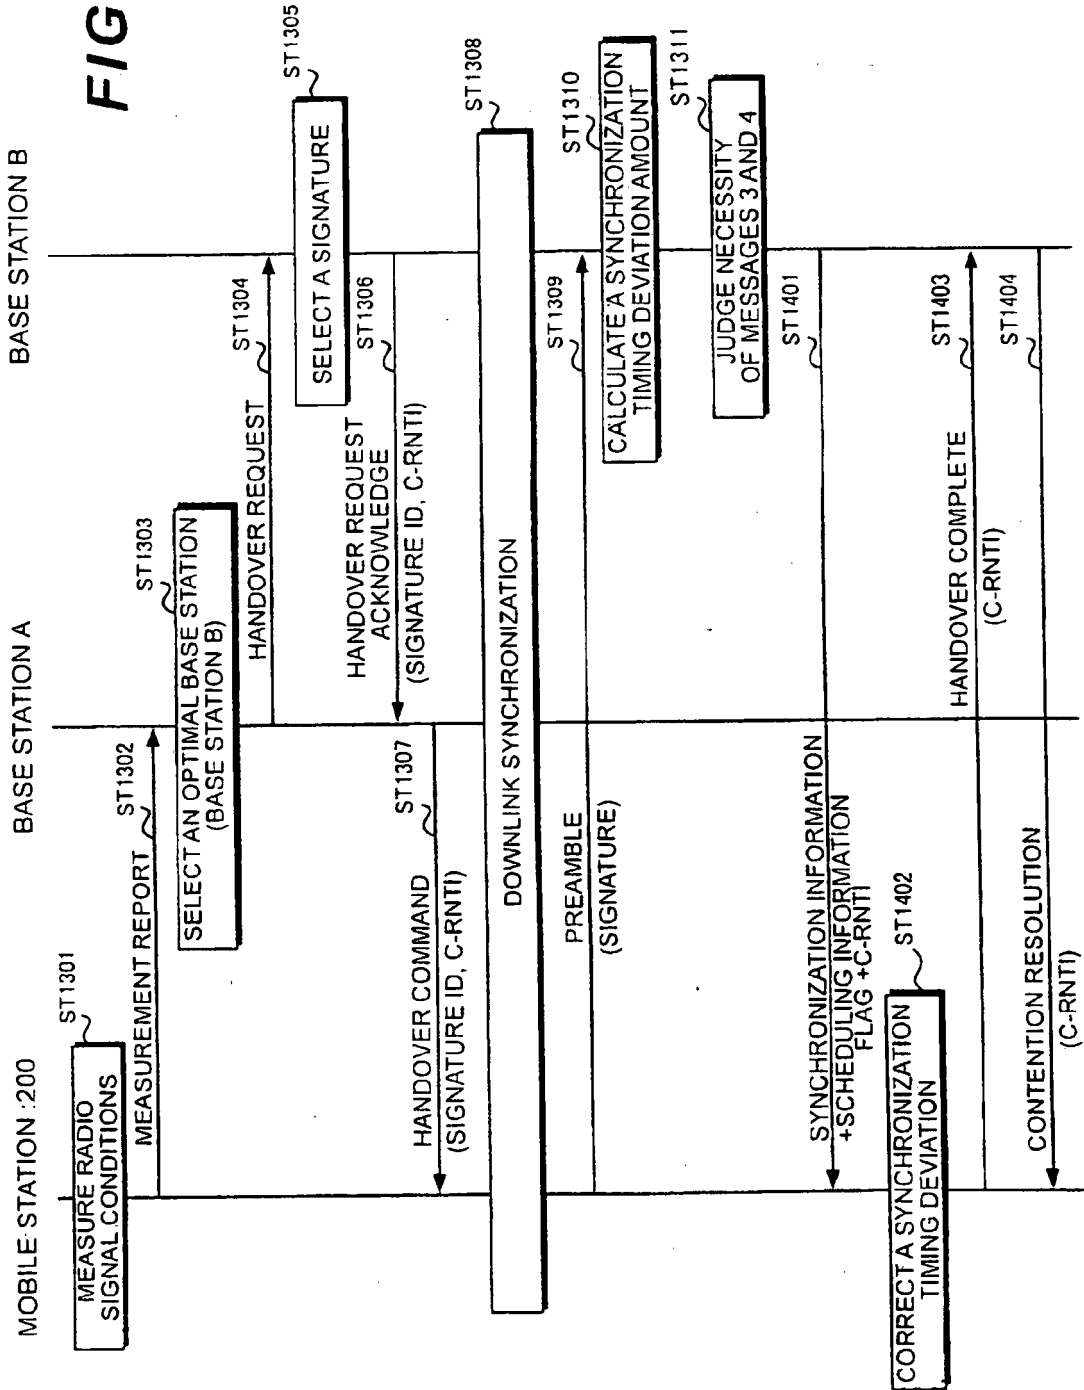 FIG
MOBILE STATION :200
BASE STATION A
BASE STATION B
ST1301
MEASURE RADIO
SIGNAL CONDITIONS
MEASUREMENT REPORT
ST1302
ST1303
SELECT AN OPTIMAL BASE STATION
(BASE STATION B)
HANDOVER REQUEST
ST1304
ST1305
SELECT A SIGNATURE
ST1306
HANDOVER REQUEST
ACKNOWLEDGE
(SIGNATURE ID, C-RNTI)
ST1307
HANDOVER COMMAND
(SIGNATURE ID, C-RNTI)
ST1308
DOWNLINK SYNCHRONIZATION
ST1309
PREAMBLE
(SIGNATURE)
ST1310
CALCULATE A SYNCHRONIZATION
TIMING DEVIATION AMOUNT
ST1311
JUDGE NECESSITY
OF MESSAGES 3 AND 4
ST1401
SYNCHRONIZATION INFORMATION
+SCHEDULING INFORMATION
FLAG +C-RNTI
ST1402
CORRECT A SYNCHRONIZATION
TIMING DEVIATION
ST1403
HANDOVER COMPLETE
(C-RNTI)
ST1404
CONTENTION RESOLUTION
(C-RNTI)